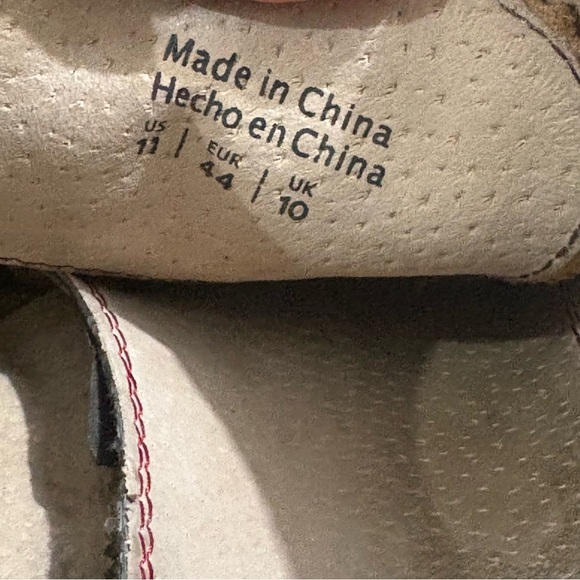 Made in China
Hecho en China
US 11 | EUR 44 | UK 10